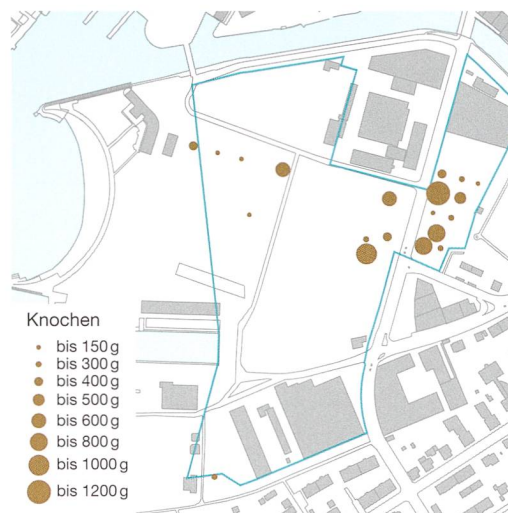 Knochen
bis 150 g
bis 300 g
bis 400 g
bis 500 g
bis 600 g
bis 800 g
bis 1000 g
bis 1200 g